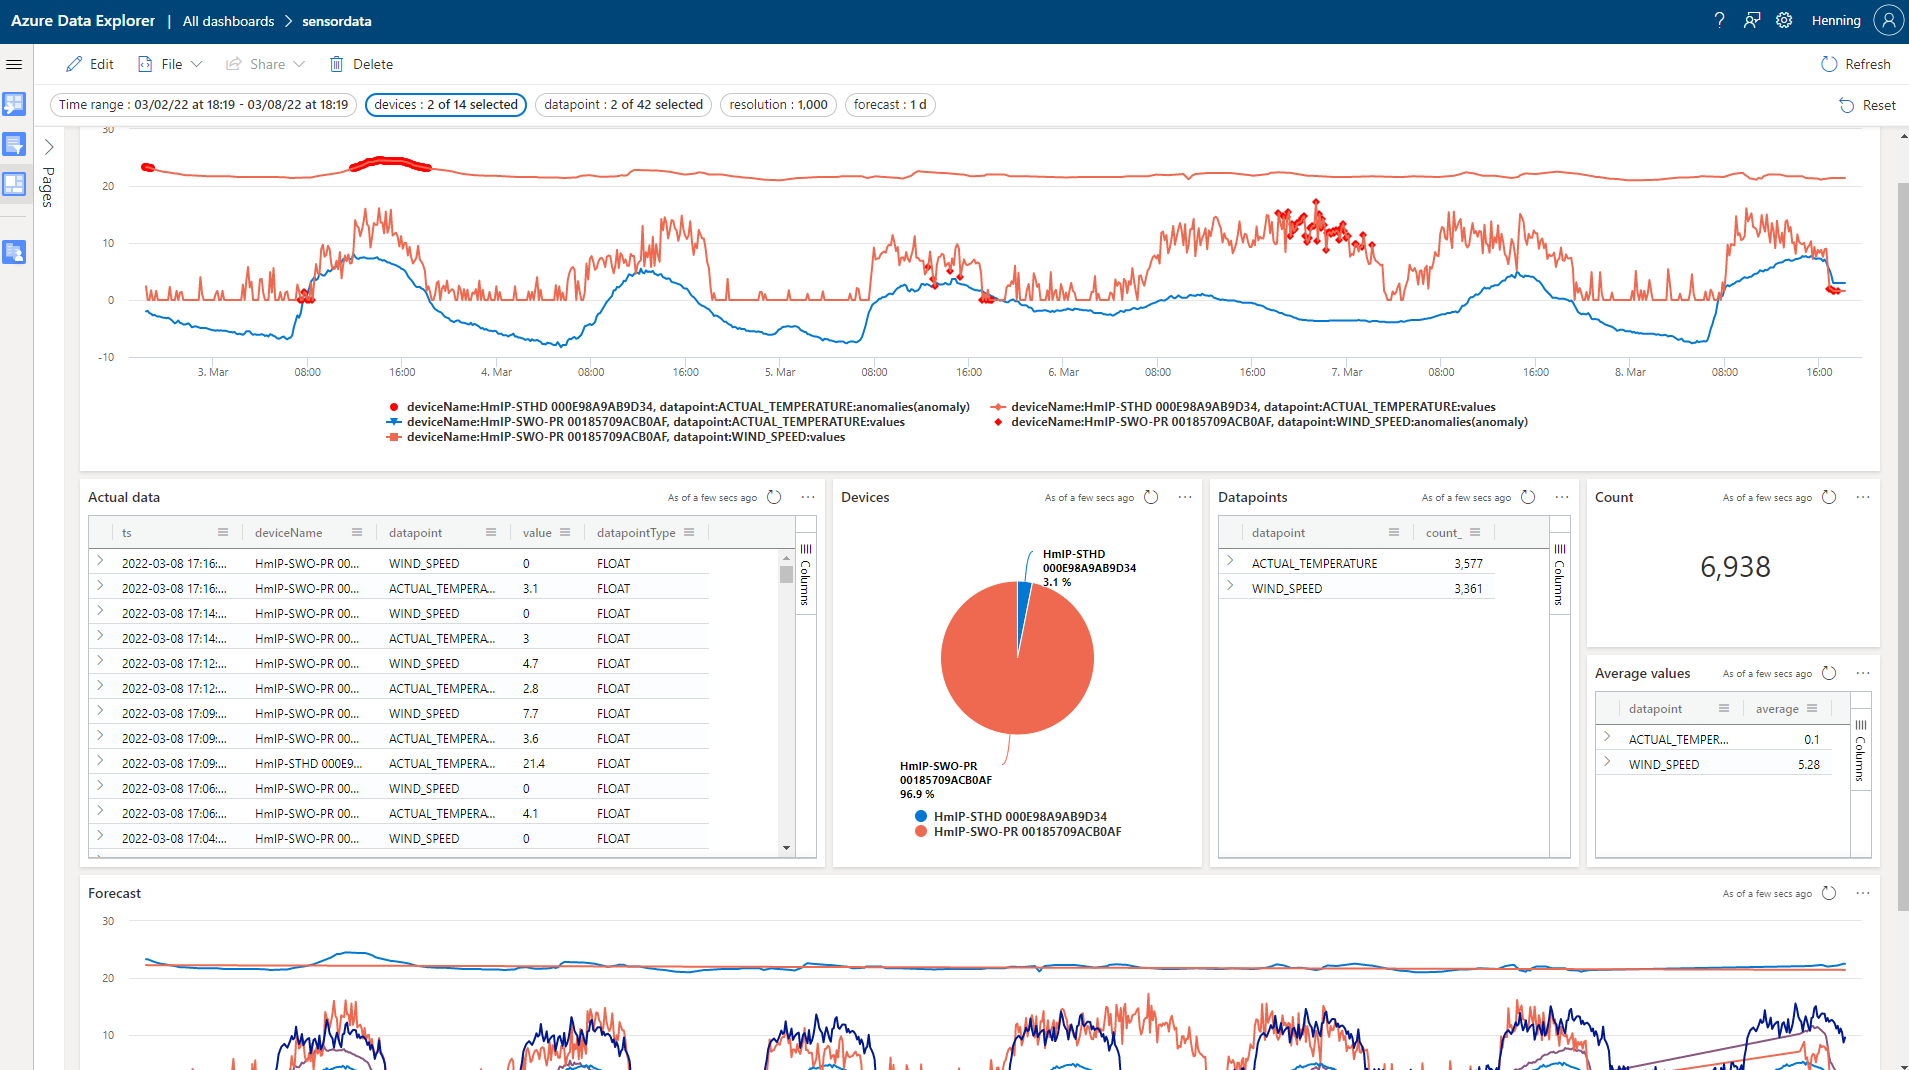 Azure Data Explorer | All dashboards > sensordata
? Henning
Edit File Share Delete Refresh
Time range : 03/02/22 at 18:19 - 03/08/22 at 18:19 devices : 2 of 14 selected datapoint : 2 of 42 selected resolution : 1,000 forecast : 1 d Reset
Pages
30
20
10
0
-10
3. Mar 08:00 16:00 4. Mar 08:00 16:00 5. Mar 08:00 16:00 6. Mar 08:00 16:00 7. Mar 08:00 16:00 8. Mar 08:00 16:00
deviceName:HmIP-STHD 000E98A9AB9D34, datapoint:ACTUAL_TEMPERATURE:anomalies(anomaly) deviceName:HmIP-STHD 000E98A9AB9D34, datapoint:ACTUAL_TEMPERATURE:values
deviceName:HmIP-SWO-PR 00185709ACB0AF, datapoint:ACTUAL_TEMPERATURE:values deviceName:HmIP-SWO-PR 00185709ACB0AF, datapoint:WIND_SPEED:anomalies(anomaly)
deviceName:HmIP-SWO-PR 00185709ACB0AF, datapoint:WIND_SPEED:values
Actual data As of a few secs ago ...
ts deviceName datapoint value datapointType
2022-03-08 17:16:... HmIP-SWO-PR 00... WIND_SPEED 0 FLOAT
2022-03-08 17:16:... HmIP-SWO-PR 00... ACTUAL_TEMPERA... 3.1 FLOAT
2022-03-08 17:14:... HmIP-SWO-PR 00... WIND_SPEED 0 FLOAT
2022-03-08 17:14:... HmIP-SWO-PR 00... ACTUAL_TEMPERA... 3 FLOAT
2022-03-08 17:12:... HmIP-SWO-PR 00... WIND_SPEED 4.7 FLOAT
2022-03-08 17:12:... HmIP-SWO-PR 00... ACTUAL_TEMPERA... 2.8 FLOAT
2022-03-08 17:09:... HmIP-SWO-PR 00... WIND_SPEED 7.7 FLOAT
2022-03-08 17:09:... HmIP-SWO-PR 00... ACTUAL_TEMPERA... 3.6 FLOAT
2022-03-08 17:09:... HmIP-STHD 000E9... ACTUAL_TEMPERA... 21.4 FLOAT
2022-03-08 17:06:... HmIP-SWO-PR 00... WIND_SPEED 0 FLOAT
2022-03-08 17:06:... HmIP-SWO-PR 00... ACTUAL_TEMPERA... 4.1 FLOAT
2022-03-08 17:04:... HmIP-SWO-PR 00... WIND_SPEED 0 FLOAT
Columns
Devices As of a few secs ago ...
HmIP-STHD
000E98A9AB9D34
3.1 %
HmIP-SWO-PR
00185709ACB0AF
96.9 %
HmIP-STHD 000E98A9AB9D34
HmIP-SWO-PR 00185709ACB0AF
Datapoints As of a few secs ago ...
datapoint count_
ACTUAL_TEMPERATURE 3,577
WIND_SPEED 3,361
Columns
Count As of a few secs ago ...
6,938
Average values As of a few secs ago ...
datapoint average
ACTUAL_TEMPER... 0.1
WIND_SPEED 5.28
Columns
Forecast As of a few secs ago ...
30
20
10